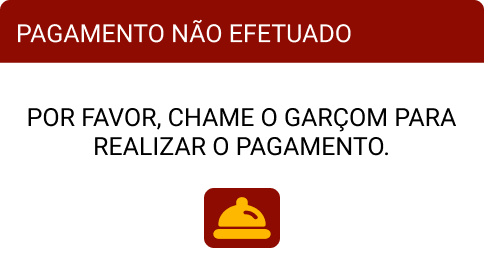 PAGAMENTO NÃO EFETUADO
POR FAVOR, CHAME O GARÇOM PARA
REALIZAR O PAGAMENTO.